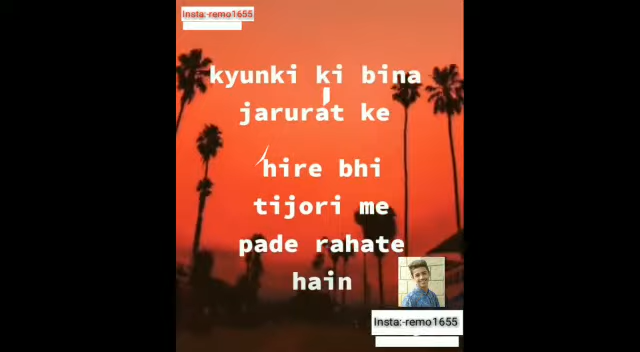 Insta:-remo1655
kyunki ki bina
jarurat ke
hire bhi
tijori me
pade rahate
hain
Insta:-remo1655